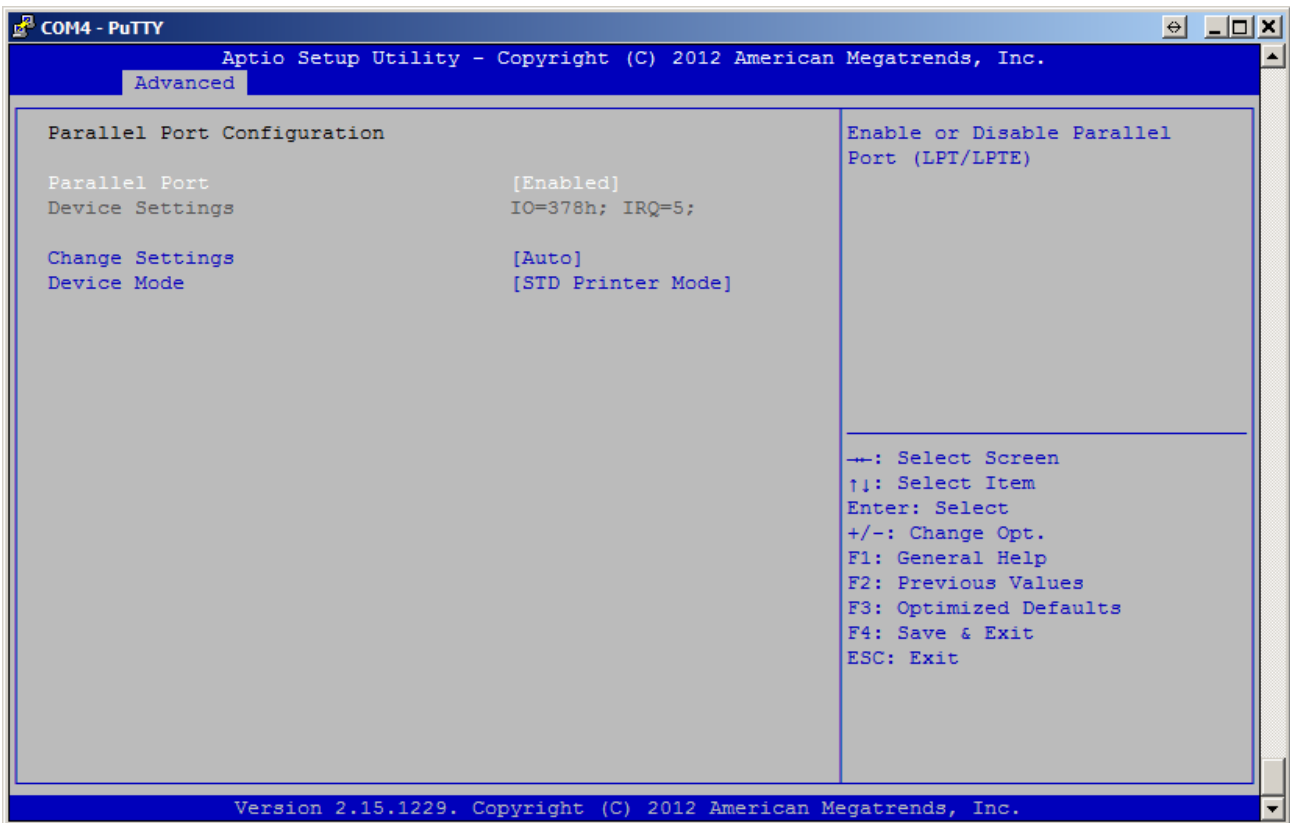 COM4 - PuTTY
Aptio Setup Utility - Copyright (C) 2012 American Megatrends, Inc.
Advanced
Parallel Port Configuration
Parallel Port [Enabled]
Device Settings IO=378h; IRQ=5;
Change Settings [Auto]
Device Mode [STD Printer Mode]
Enable or Disable Parallel
Port (LPT/LPTE)
→←: Select Screen
↑↓: Select Item
Enter: Select
+/-: Change Opt.
F1: General Help
F2: Previous Values
F3: Optimized Defaults
F4: Save & Exit
ESC: Exit
Version 2.15.1229. Copyright (C) 2012 American Megatrends, Inc.